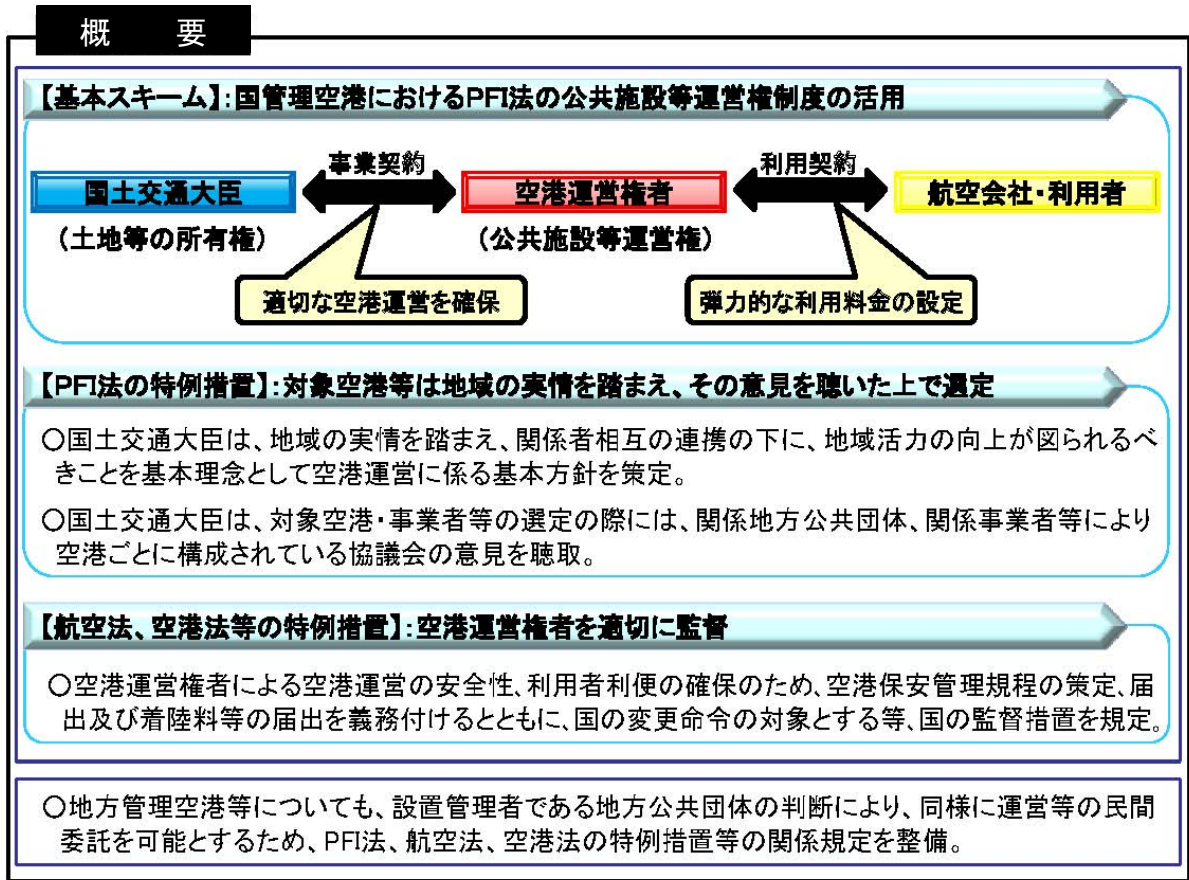 概　要
【基本スキーム】：国管理空港におけるPFI法の公共施設等運営権制度の活用
事業契約
利用契約
国土交通大臣
空港運営権者
航空会社・利用者
（土地等の所有権）
（公共施設等運営権）
適切な空港運営を確保
弾力的な利用料金の設定
【PFI法の特例措置】：対象空港等は地域の実情を踏まえ、その意見を聴いた上で選定
○国土交通大臣は、地域の実情を踏まえ、関係者相互の連携の下に、地域活力の向上が図られるべ
きことを基本理念として空港運営に係る基本方針を策定。
○国土交通大臣は、対象空港・事業者等の選定の際には、関係地方公共団体、関係事業者等により
空港ごとに構成されている協議会の意見を聴取。
【航空法、空港法等の特例措置】：空港運営権者を適切に監督
○空港運営権者による空港運営の安全性、利用者利便の確保のため、空港保安管理規程の策定、届
出及び着陸料等の届出を義務付けるとともに、国の変更命令の対象とする等、国の監督措置を規定。
○地方管理空港等についても、設置管理者である地方公共団体の判断により、同様に運営等の民間
委託を可能とするため、PFI法、航空法、空港法の特例措置等の関係規定を整備。